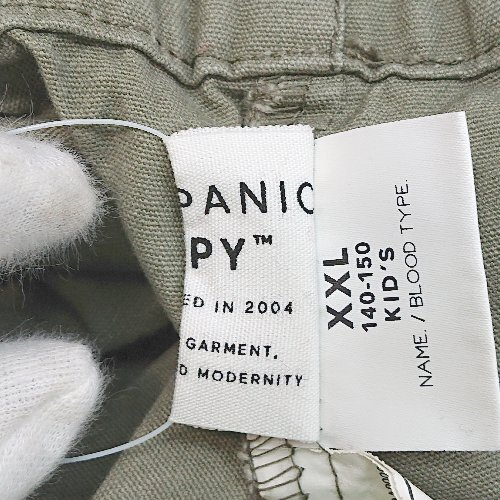 PANIC
PY™
ED IN 2004
GARMENT,
D MODERNITY
XXL
140-150
KID'S
NAME. / BLOOD TYPE.